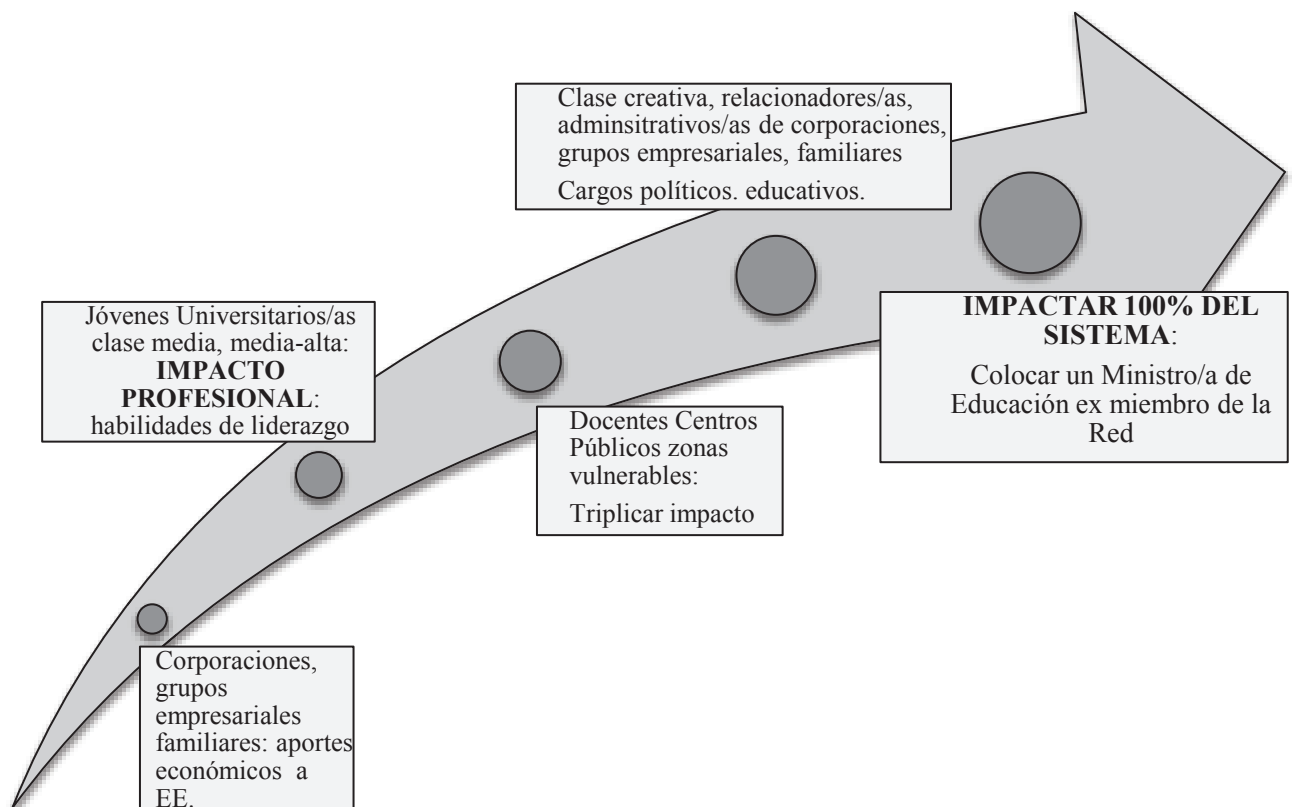 Clase creativa, relacionadores/as,
adminsitrativos/as de corporaciones,
grupos empresariales, familiares
Cargos políticos. educativos.
Jóvenes Universitarios/as
clase media, media-alta:
IMPACTO
PROFESIONAL:
habilidades de liderazgo
IMPACTAR 100% DEL
SISTEMA:
Colocar un Ministro/a de
Educación ex miembro de la
Red
Docentes Centros
Públicos zonas
vulnerables:
Triplicar impacto
Corporaciones,
grupos
empresariales
familiares: aportes
económicos a
EE.